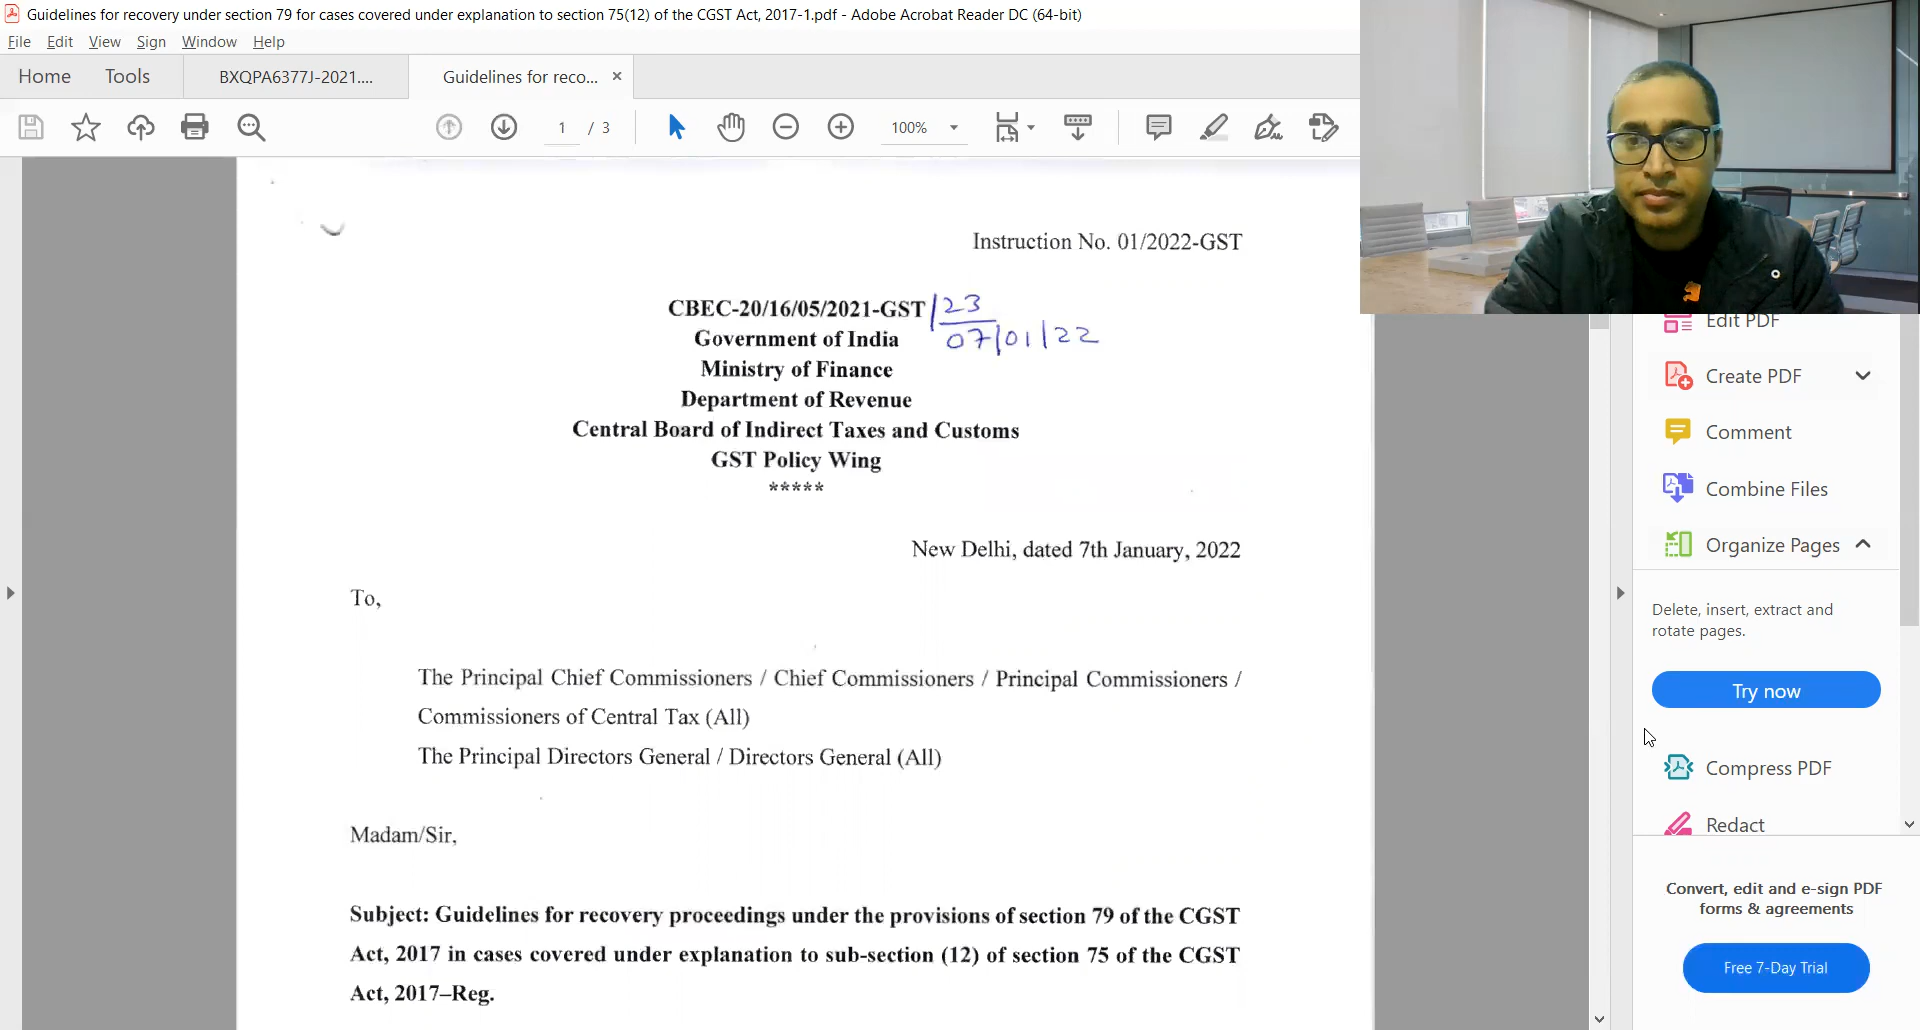 Guidelines for recovery under section 79 for cases covered under explanation to section 75(12) of the CGST Act, 2017-1.pdf - Adobe Acrobat Reader DC (64-bit)
File Edit View Sign Window Help
Home Tools BXQPA6377J-2021.... Guidelines for reco... ×
1 / 3 100%
Instruction No. 01/2022-GST
CBEC-20/16/05/2021-GST/23
07/01/22
Government of India
Ministry of Finance
Department of Revenue
Central Board of Indirect Taxes and Customs
GST Policy Wing
*****
New Delhi, dated 7th January, 2022
To,
The Principal Chief Commissioners / Chief Commissioners / Principal Commissioners /
Commissioners of Central Tax (All)
The Principal Directors General / Directors General (All)
Madam/Sir,
Subject: Guidelines for recovery proceedings under the provisions of section 79 of the CGST
Act, 2017 in cases covered under explanation to sub-section (12) of section 75 of the CGST
Act, 2017–Reg.
Edit PDF
Create PDF
Comment
Combine Files
Organize Pages
Delete, insert, extract and
rotate pages.
Try now
Compress PDF
Redact
Convert, edit and e-sign PDF
forms & agreements
Free 7-Day Trial